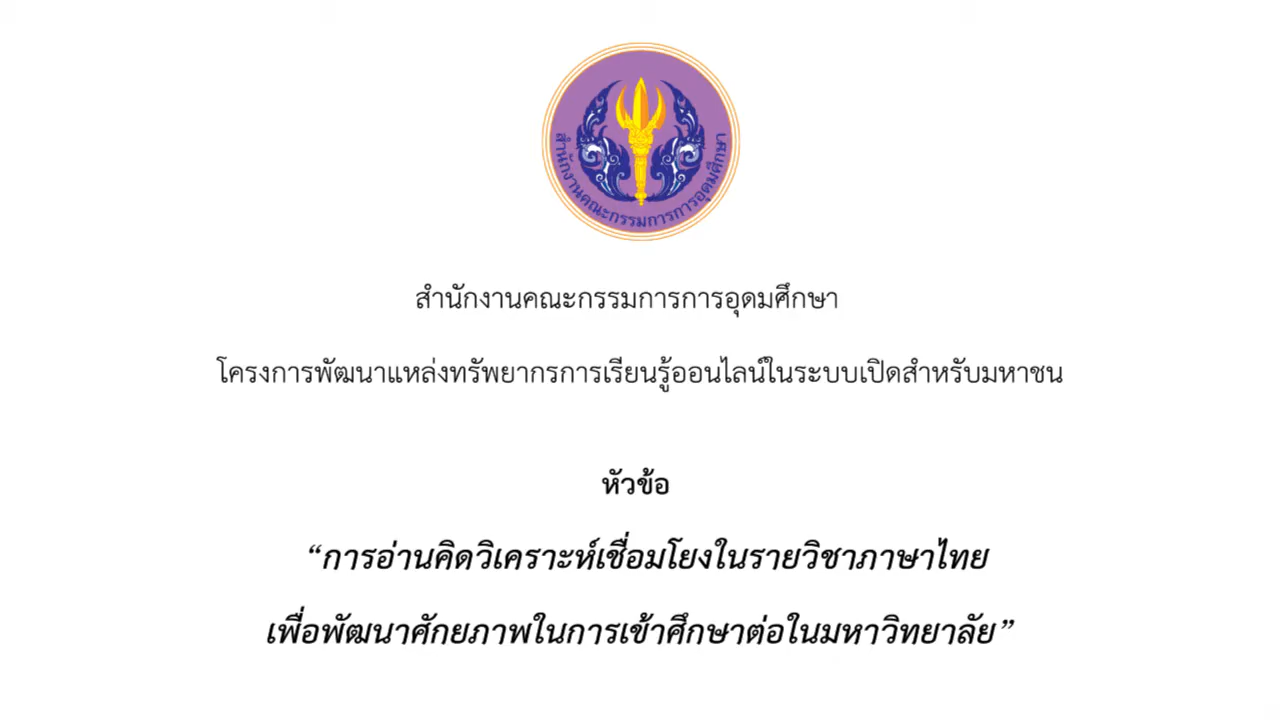 สำนักงานคณะกรรมการการอุดมศึกษา
สำนักงานคณะกรรมการการอุดมศึกษา
โครงการพัฒนาแหล่งทรัพยากรการเรียนรู้ออนไลน์ในระบบเปิดสำหรับมหาชน
หัวข้อ
“การอ่านคิดวิเคราะห์เชื่อมโยงในรายวิชาภาษาไทย
เพื่อพัฒนาศักยภาพในการเข้าศึกษาต่อในมหาวิทยาลัย”